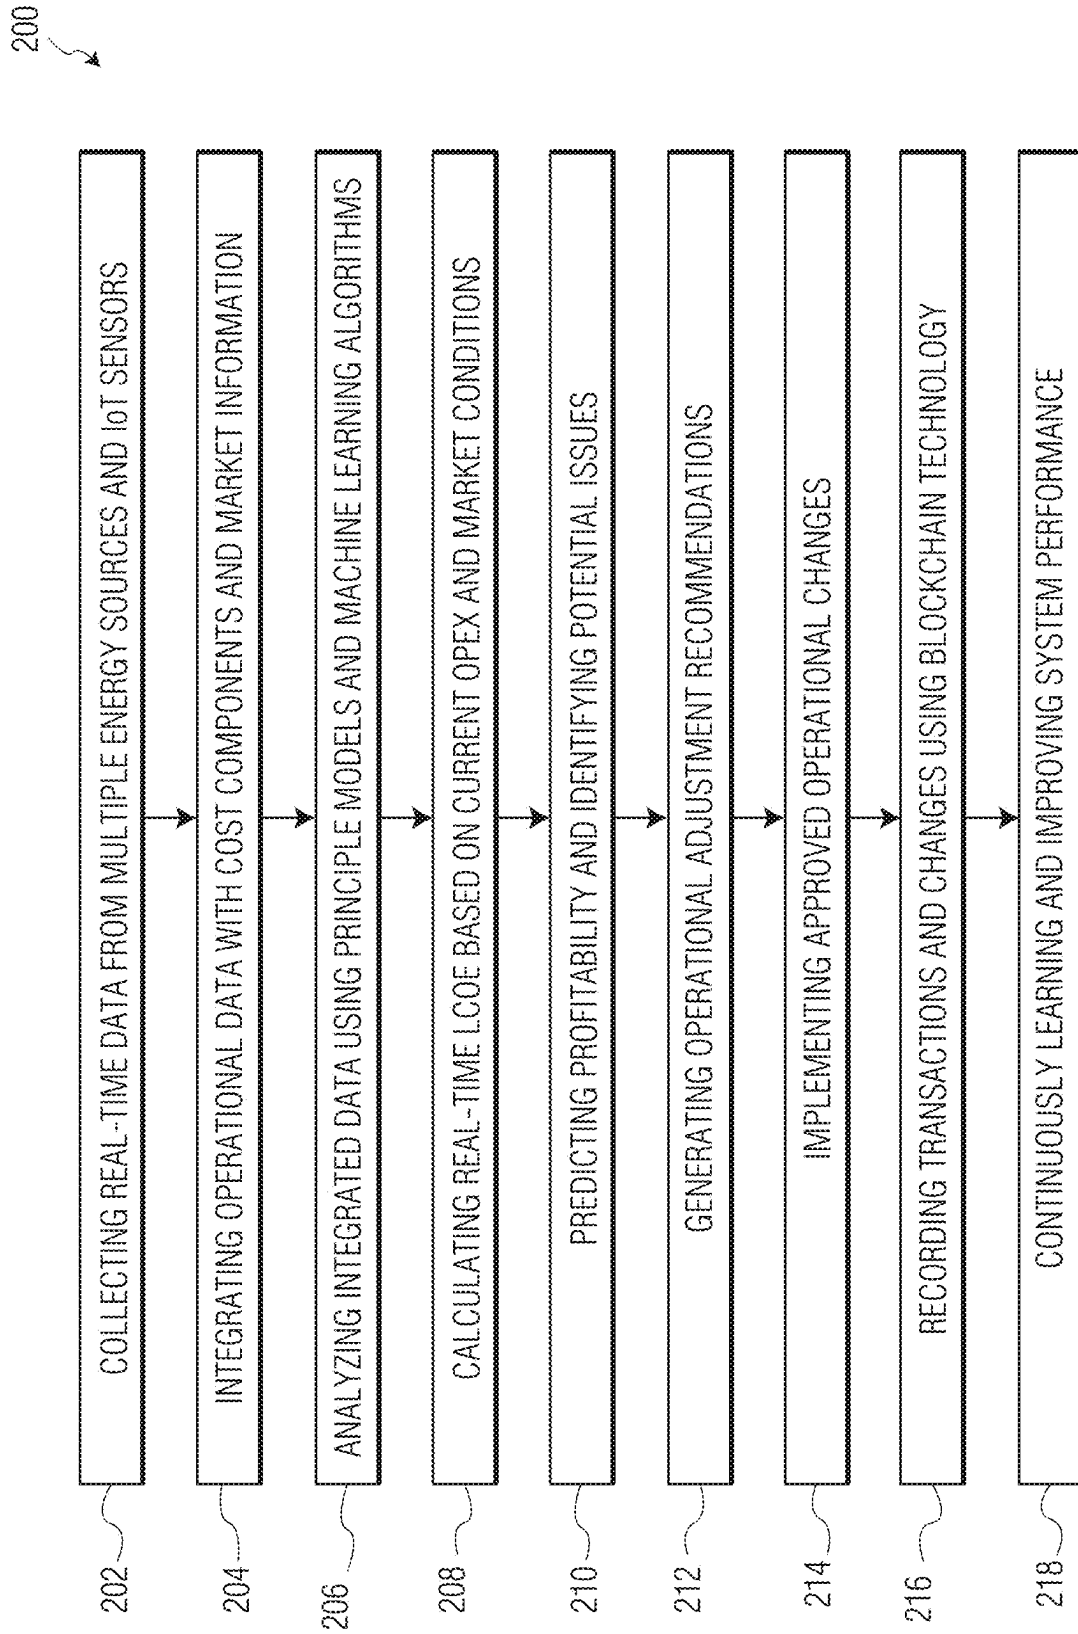 200
202
COLLECTING REAL-TIME DATA FROM MULTIPLE ENERGY SOURCES AND IoT SENSORS
204
INTEGRATING OPERATIONAL DATA WITH COST COMPONENTS AND MARKET INFORMATION
206
ANALYZING INTEGRATED DATA USING PRINCIPLE MODELS AND MACHINE LEARNING ALGORITHMS
208
CALCULATING REAL-TIME LCOE BASED ON CURRENT OPEX AND MARKET CONDITIONS
210
PREDICTING PROFITABILITY AND IDENTIFYING POTENTIAL ISSUES
212
GENERATING OPERATIONAL ADJUSTMENT RECOMMENDATIONS
214
IMPLEMENTING APPROVED OPERATIONAL CHANGES
216
RECORDING TRANSACTIONS AND CHANGES USING BLOCKCHAIN TECHNOLOGY
218
CONTINUOUSLY LEARNING AND IMPROVING SYSTEM PERFORMANCE